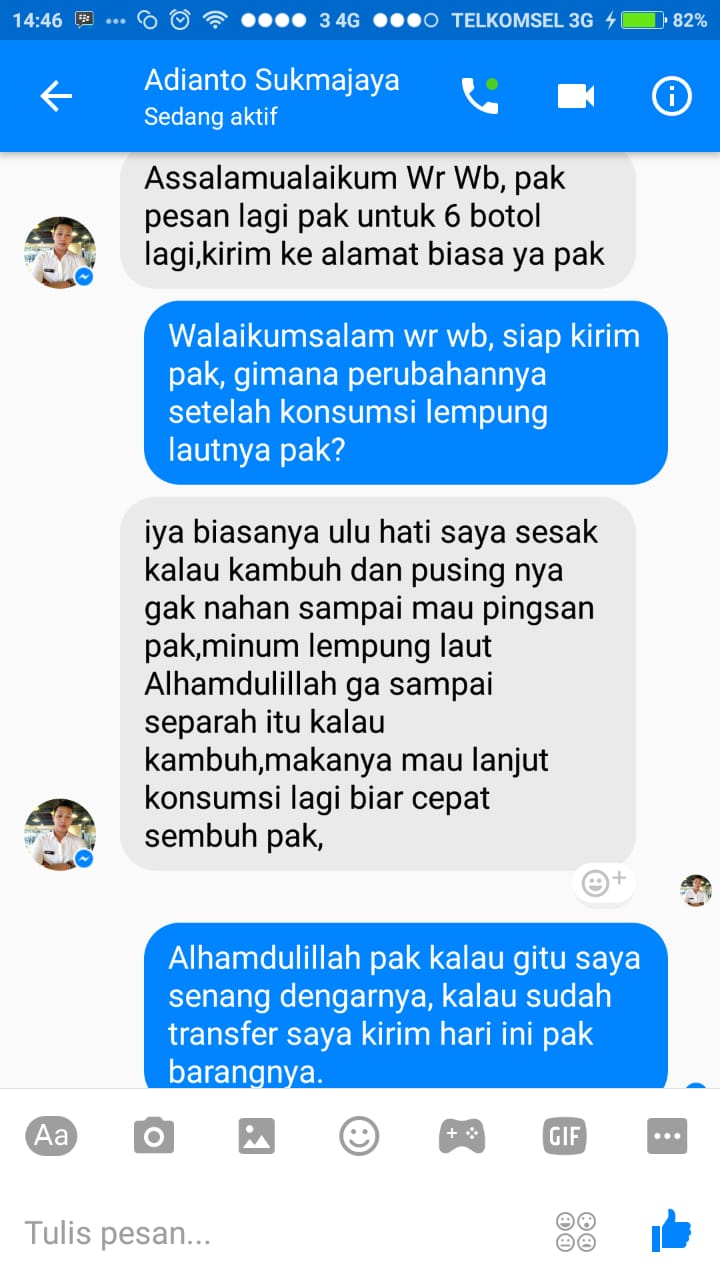 14:46 3 4G TELKOMSEL 3G 82%
Adianto Sukmajaya
Sedang aktif
Assalamualaikum Wr Wb, pak
pesan lagi pak untuk 6 botol
lagi,kirim ke alamat biasa ya pak
Walaikumsalam wr wb, siap kirim
pak, gimana perubahannya
setelah konsumsi lempung
lautnya pak?
iya biasanya ulu hati saya sesak
kalau kambuh dan pusing nya
gak nahan sampai mau pingsan
pak,minum lempung laut
Alhamdulillah ga sampai
separah itu kalau
kambuh,makanya mau lanjut
konsumsi lagi biar cepat
sembuh pak,
Alhamdulillah pak kalau gitu saya
senang dengarnya, kalau sudah
transfer saya kirim hari ini pak
barangnya.
Aa GIF
Tulis pesan...